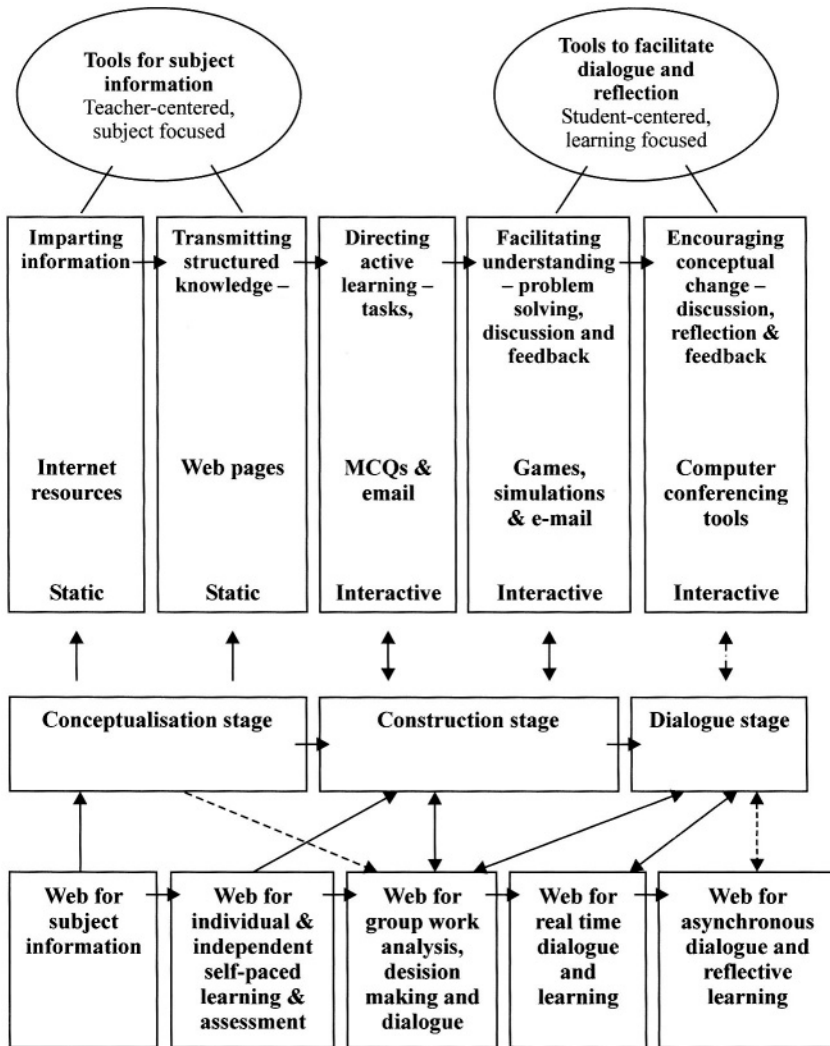 Tools for subject
information
Teacher-centered,
subject focused
Tools to facilitate
dialogue and
reflection
Student-centered,
learning focused
Imparting
information
Transmitting
structured
knowledge –
Directing
active
learning –
tasks,
Facilitating
understanding
– problem
solving,
discussion and
feedback
Encouraging
conceptual
change –
discussion,
reflection &
feedback
Internet
resources
Web pages
MCQs &
email
Games,
simulations
& e-mail
Computer
conferencing
tools
Static
Static
Interactive
Interactive
Interactive
Conceptualisation stage
Construction stage
Dialogue stage
Web for
subject
information
Web for
individual &
independent
self-paced
learning &
assessment
Web for
group work
analysis,
desision
making and
dialogue
Web for
real time
dialogue
and
learning
Web for
asynchronous
dialogue and
reflective
learning